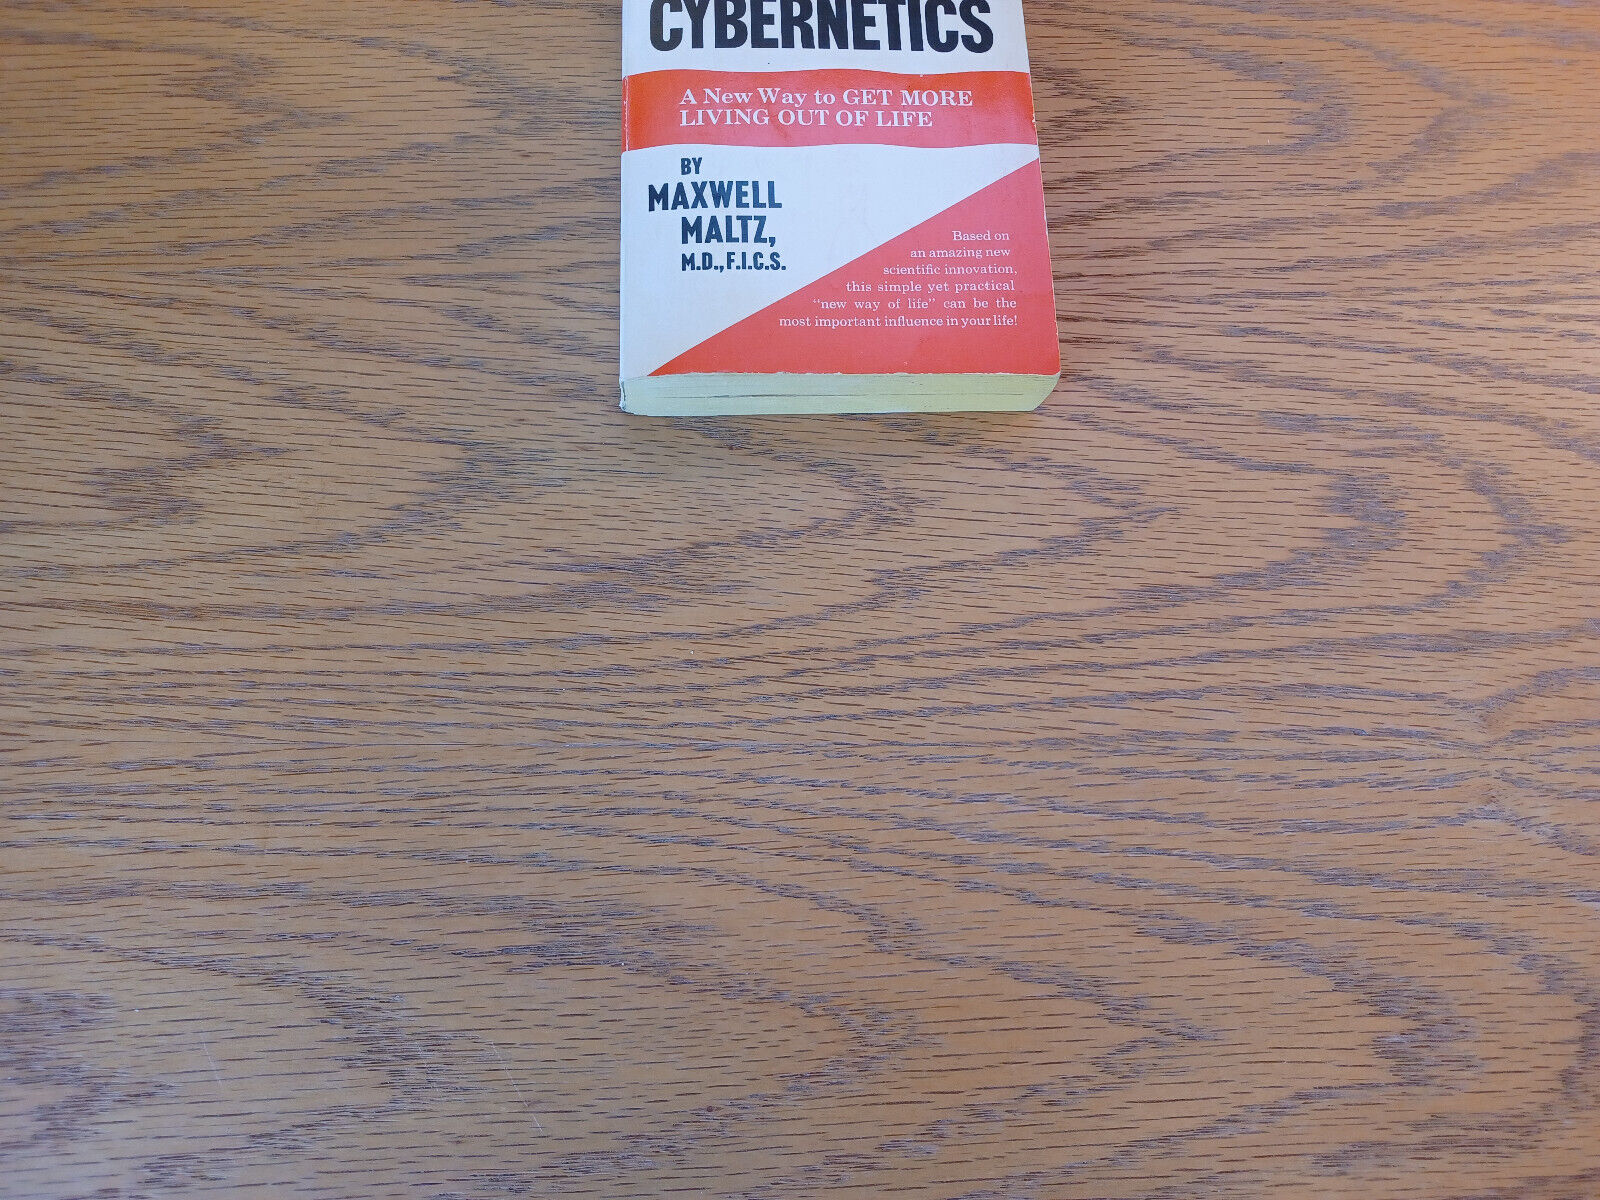 CYBERNETICS
A New Way to GET MORE
LIVING OUT OF LIFE
BY
MAXWELL
MALTZ,
M.D., F.I.C.S.
Based on
an amazing new
scientific innovation,
this simple yet practical
"new way of life" can be the
most important influence in your life!